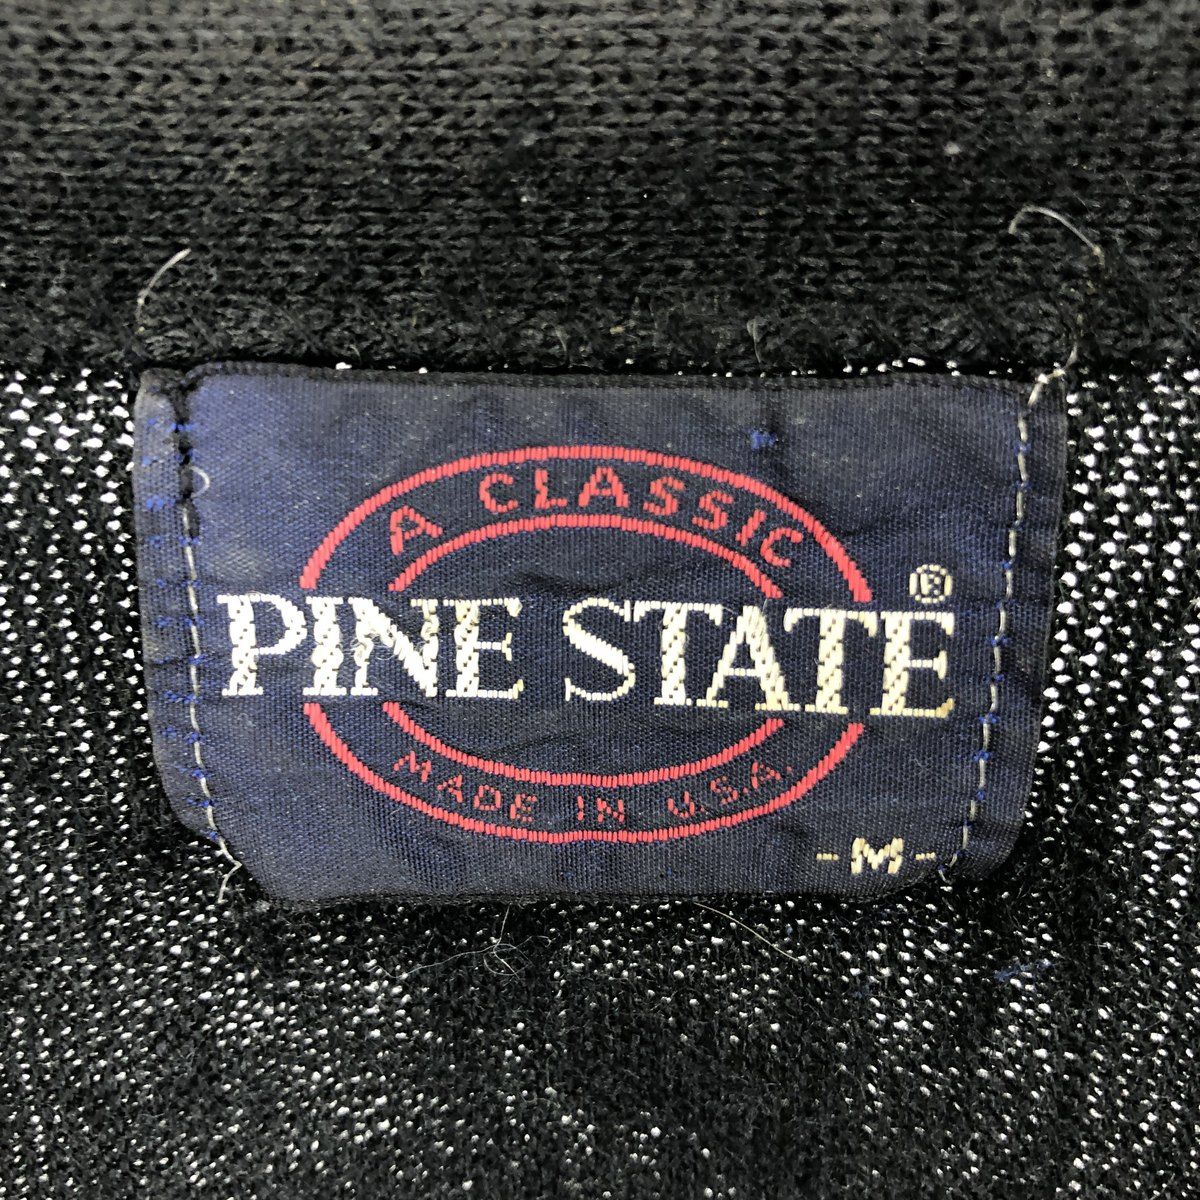 A CLASSIC
PINE STATE®
MADE IN U.S.A.
-M-